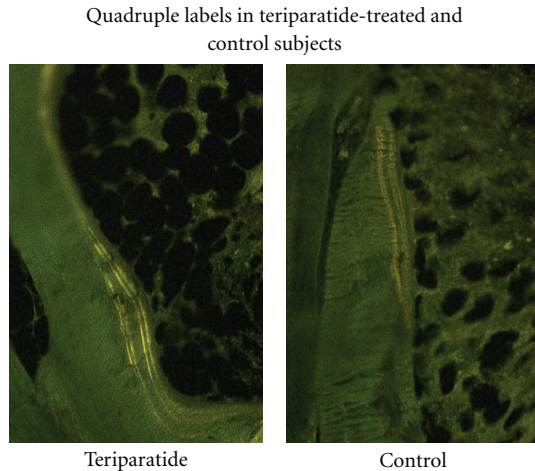 Quadruple labels in teriparatide-treated and
control subjects
Teriparatide
Control